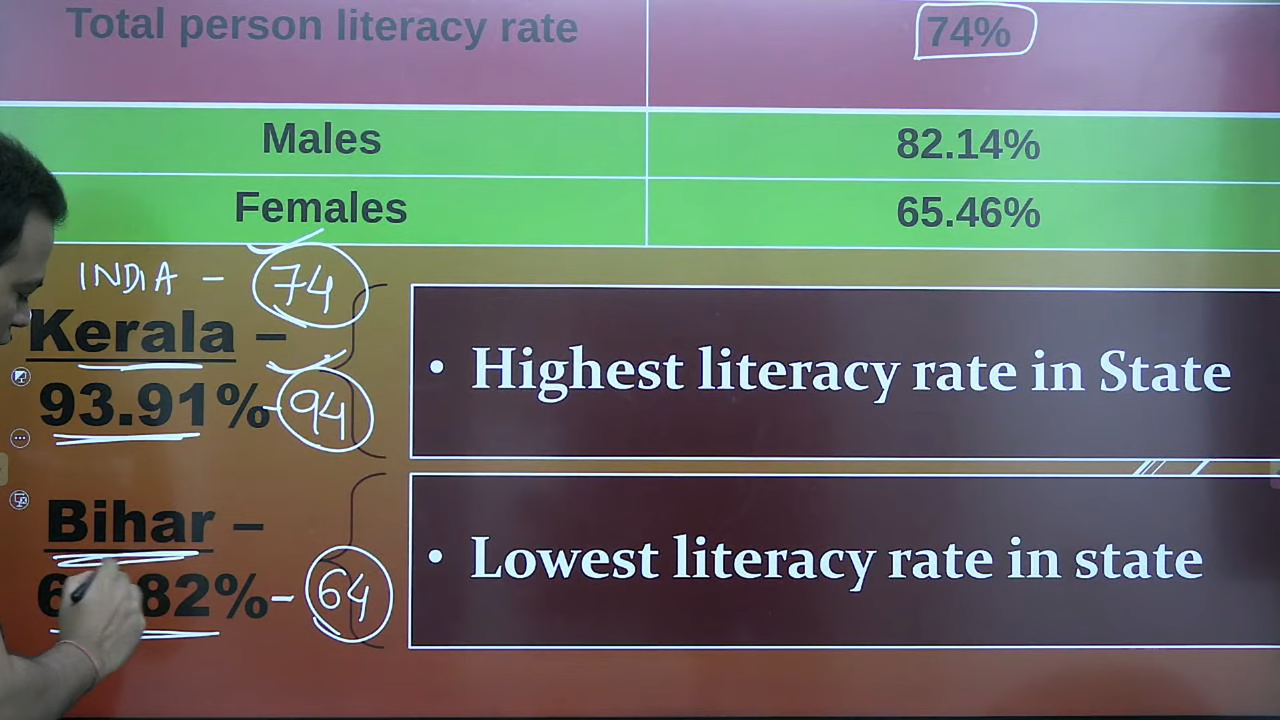 Total person literacy rate 74%
Males 82.14%
Females 65.46%
INDIA - 74
Kerala –
93.91% - 94
• Highest literacy rate in State
Bihar –
82% - 64
• Lowest literacy rate in state